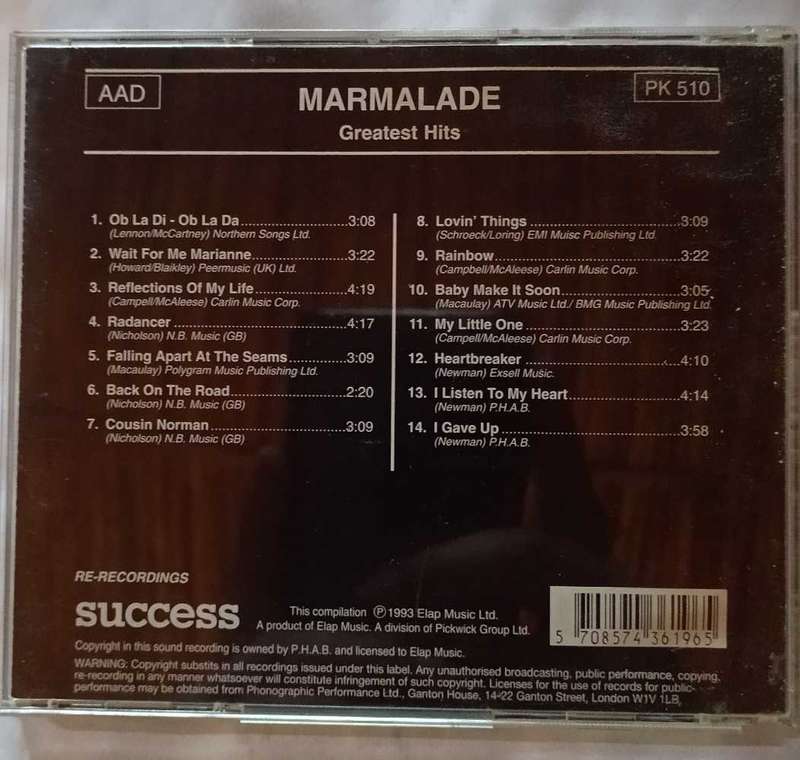 AAD
MARMALADE
PK 510
Greatest Hits
1. Ob La Di - Ob La Da..............................3:08
(Lennon/McCartney) Northern Songs Ltd.
2. Wait For Me Marianne...........................3:22
(Howard/Blaikley) Peermusic (UK) Ltd.
3. Reflections Of My Life...........................4:19
(Campell/McAleese) Carlin Music Corp.
4. Radancer.............................................4:17
(Nicholson) N.B. Music (GB)
5. Falling Apart At The Seams...................3:09
(Macaulay) Polygram Music Publishing Ltd.
6. Back On The Road................................2:20
(Nicholson) N.B. Music (GB)
7. Cousin Norman.....................................3:09
(Nicholson) N.B. Music (GB)
8. Lovin' Things ........................................3:09
(Schroeck/Loring) EMI Muisc Publishing Ltd.
9. Rainbow...............................................3:22
(Campbell/McAleese) Carlin Music Corp.
10. Baby Make It Soon ..............................3:05
(Macaulay) ATV Music Ltd./ BMG Music Publishing Ltd.
11. My Little One .......................................3:23
(Campell/McAleese) Carlin Music Corp.
12. Heartbreaker .......................................4:10
(Newman) Exsell Music.
13. I Listen To My Heart.............................4:14
(Newman) P.H.A.B.
14. I Gave Up............................................3:58
(Newman) P.H.A.B.
RE-RECORDINGS
success
This compilation Ⓟ1993 Elap Music Ltd.
A product of Elap Music. A division of Pickwick Group Ltd.
5 708574 361965
Copyright in this sound recording is owned by P.H.A.B. and licensed to Elap Music.
WARNING: Copyright substits in all recordings issued under this label. Any unauthorised broadcasting, public performance, copying,
re-recording in any manner whatsoever will constitute infringement of such copyright. Licenses for the use of records for public-
performance may be obtained from Phonographic Performance Ltd., Ganton House, 14-22 Ganton Street, London W1V 1LB.